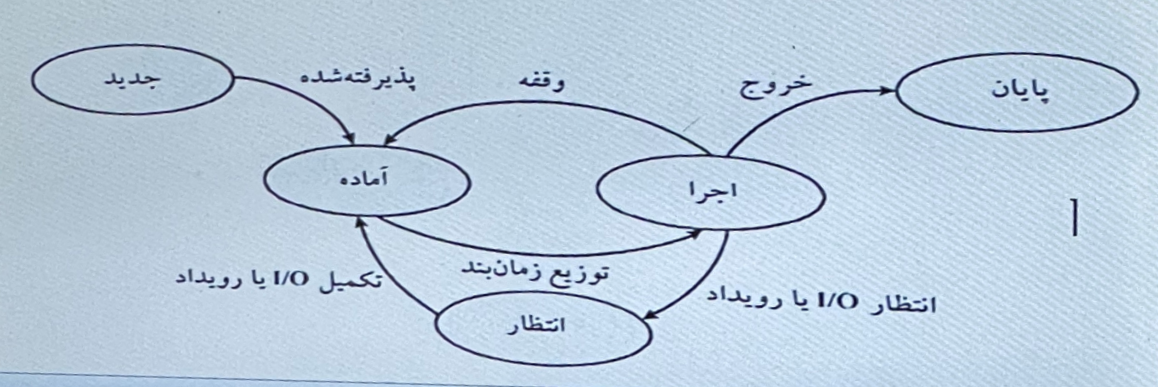 جدید
پذیرفته‌شده
وقفه
خروج
پایان
آماده
اجرا
توزیع زمان‌بند
تکمیل I/O یا رویداد
انتظار I/O یا رویداد
انتظار